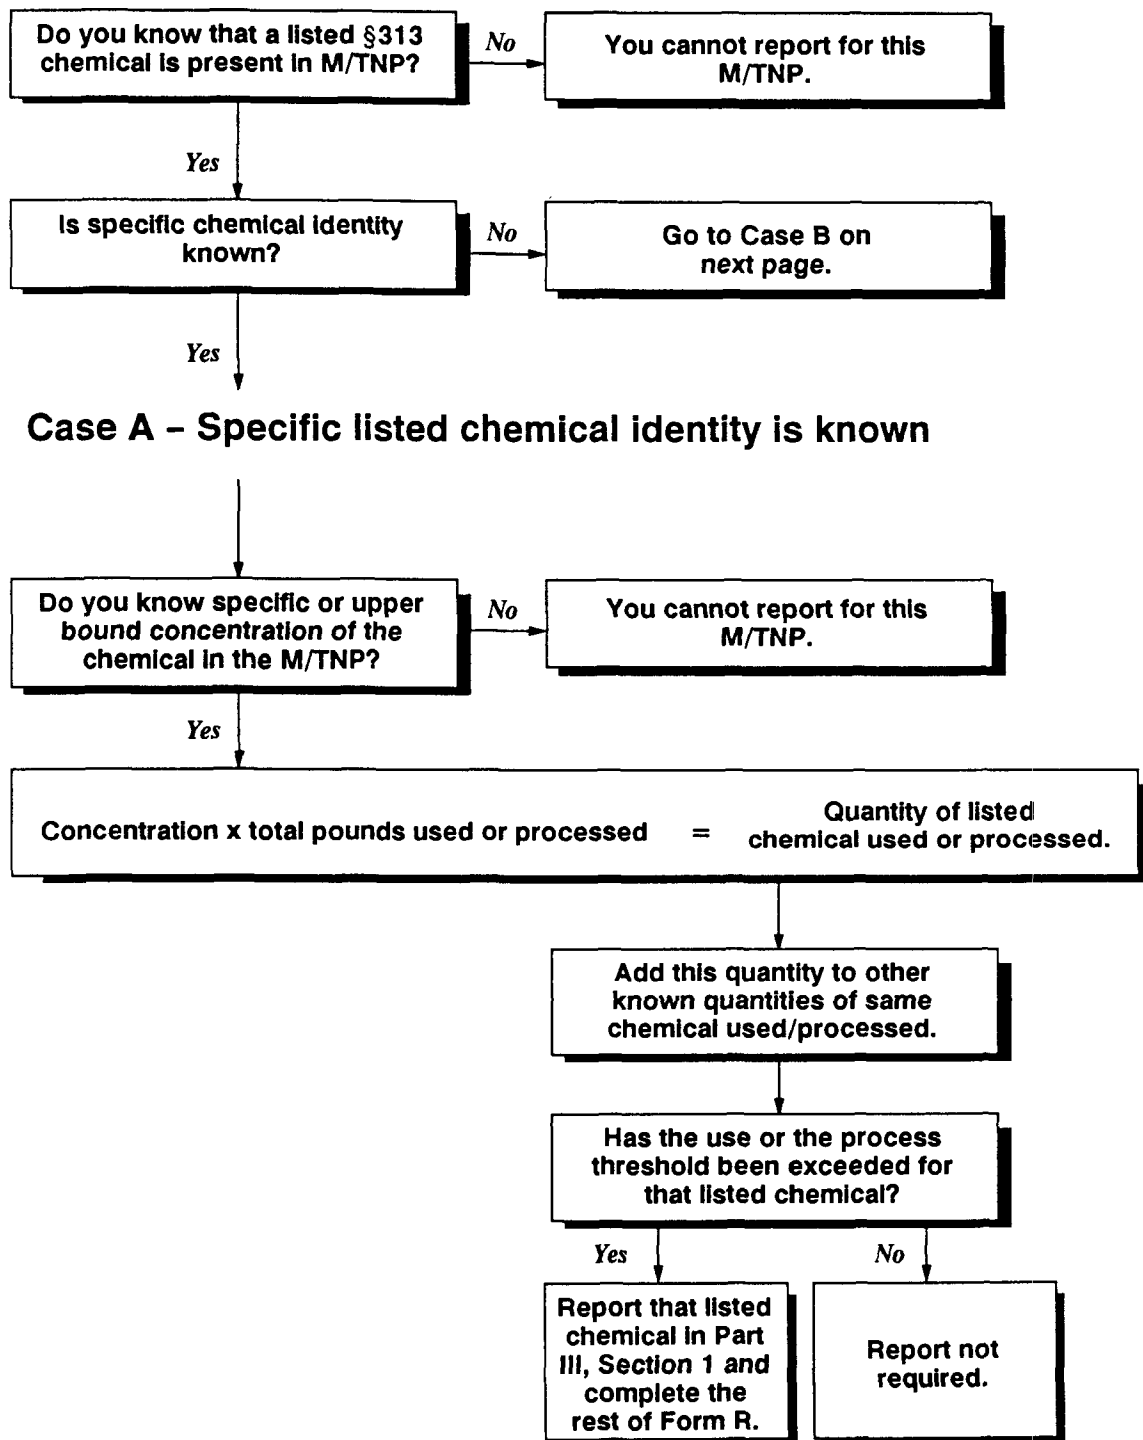 Do you know that a listed §313
chemical is present in M/TNP?
No
You cannot report for this
M/TNP.
Yes
Is specific chemical identity
known?
No
Go to Case B on
next page.
Yes
Case A – Specific listed chemical identity is known
Do you know specific or upper
bound concentration of the
chemical in the M/TNP?
No
You cannot report for this
M/TNP.
Yes
Concentration x total pounds used or processed = Quantity of listed
chemical used or processed.
Add this quantity to other
known quantities of same
chemical used/processed.
Has the use or the process
threshold been exceeded for
that listed chemical?
Yes
No
Report that listed
chemical in Part
III, Section 1 and
complete the
rest of Form R.
Report not
required.